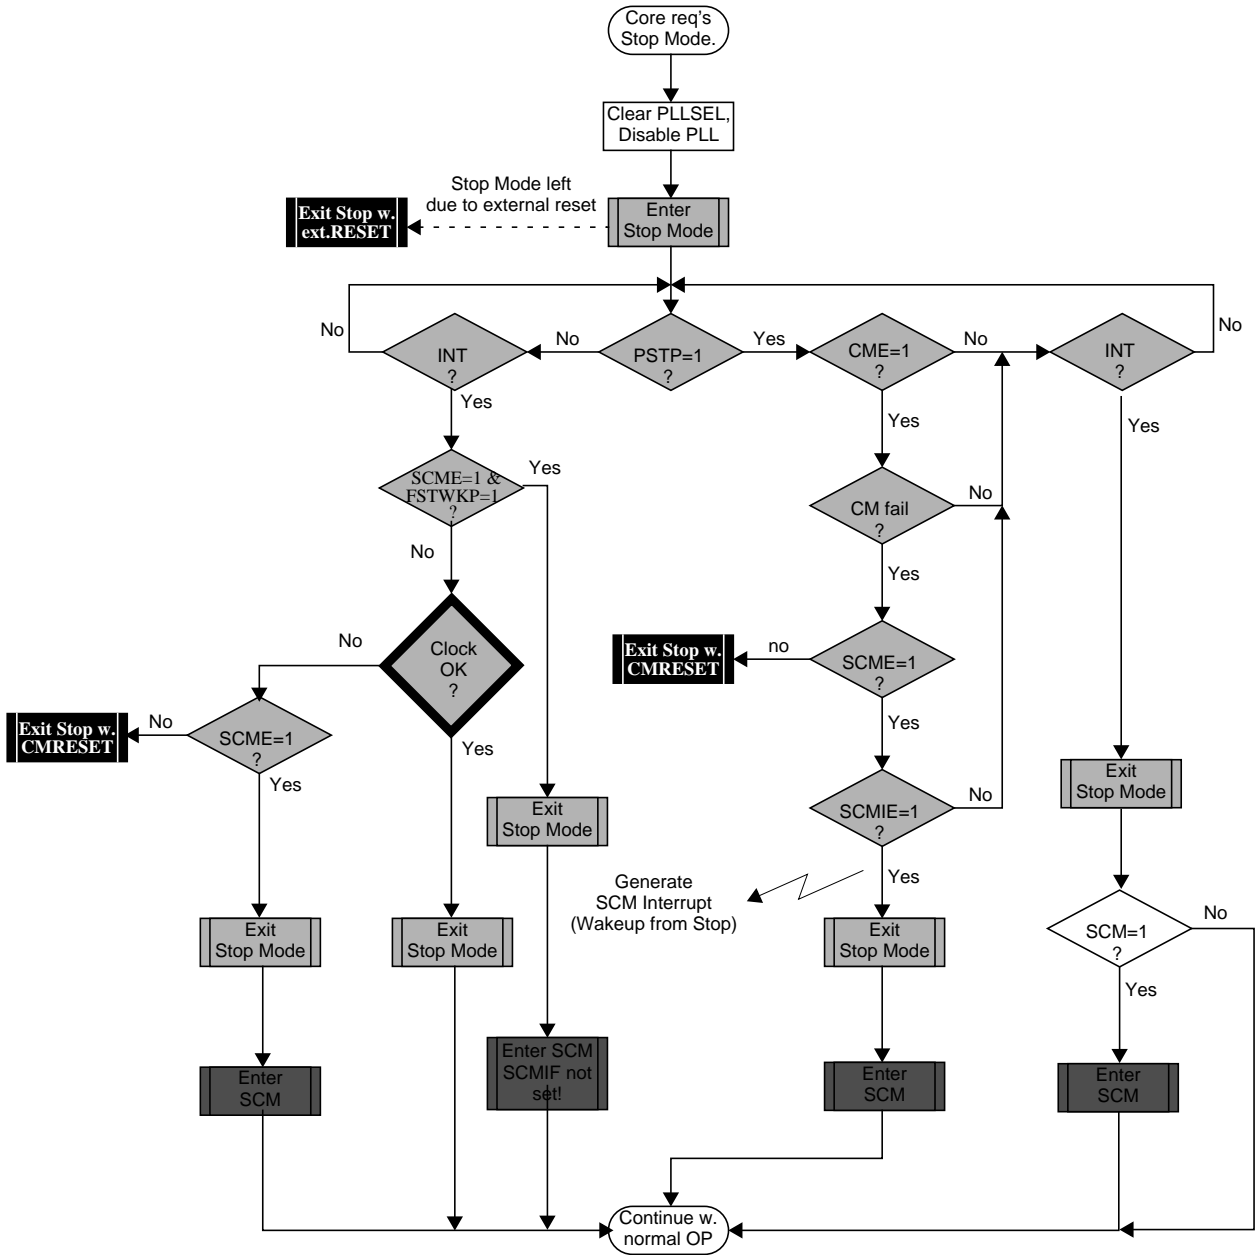 Core req's
Stop Mode.
Clear PLLSEL,
Disable PLL
Stop Mode left
due to external reset
Exit Stop w.
ext.RESET
Enter
Stop Mode
No
INT
?
No
PSTP=1
?
Yes
CME=1
?
No
INT
?
No
Yes
Yes
Yes
SCME=1 &
FSTWKP=1
?
Yes
CM fail
?
No
No
Yes
No
Clock
OK
?
Exit Stop w.
CMRESET
no
SCME=1
?
Exit Stop w.
CMRESET
No
SCME=1
?
Yes
Yes
Yes
Exit
Stop Mode
SCMIE=1
?
No
Exit
Stop Mode
Generate
SCM Interrupt
(Wakeup from Stop)
Yes
Exit
Stop Mode
Exit
Stop Mode
Exit
Stop Mode
SCM=1
?
No
Yes
Enter
SCM
Enter SCM
SCMIF not
set!
Enter
SCM
Enter
SCM
Continue w.
normal OP